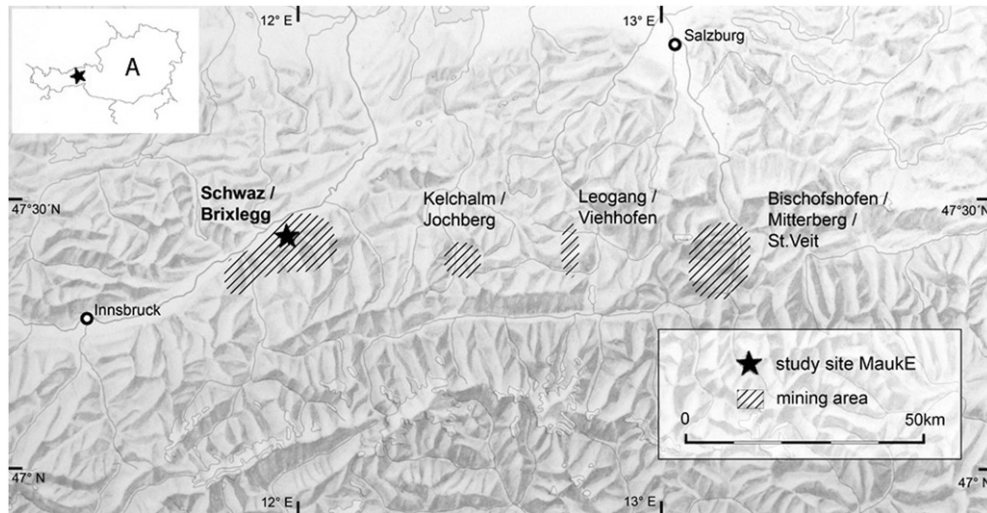 12° E
13° E
A
Salzburg
Schwaz /
Brixlegg
Kelchalm /
Jochberg
Leogang /
Viehhofen
Bischofshofen /
Mitterberg /
St.Veit
47°30´N
47°30´N
Innsbruck
study site MaukE
mining area
0
50km
47° N
47° N
12° E
13° E